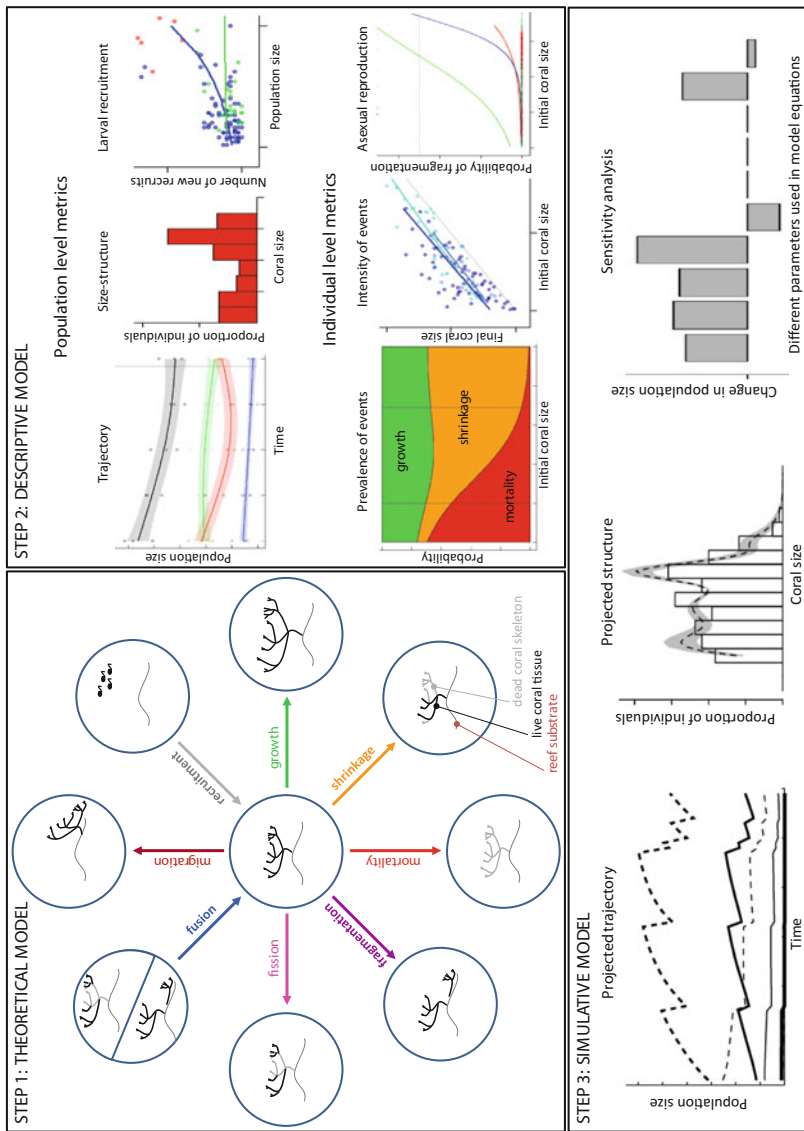 STEP 1: THEORETICAL MODEL
fusion
migration
recruitment
growth
shrinkage
mortality
fragmentation
fission
dead coral skeleton
live coral tissue
reef substrate
STEP 2: DESCRIPTIVE MODEL
Population level metrics
Trajectory
Population size
Time
Size-structure
Proportion of individuals
Coral size
Larval recruitment
Number of new recruits
Population size
Individual level metrics
Prevalence of events
Probability
growth
shrinkage
mortality
Initial coral size
Intensity of events
Final coral size
Initial coral size
Asexual reproduction
Probability of fragmentation
Initial coral size
STEP 3: SIMULATIVE MODEL
Projected trajectory
Population size
Time
Projected structure
Proportion of individuals
Coral size
Sensitivity analysis
Change in population size
Different parameters used in model equations